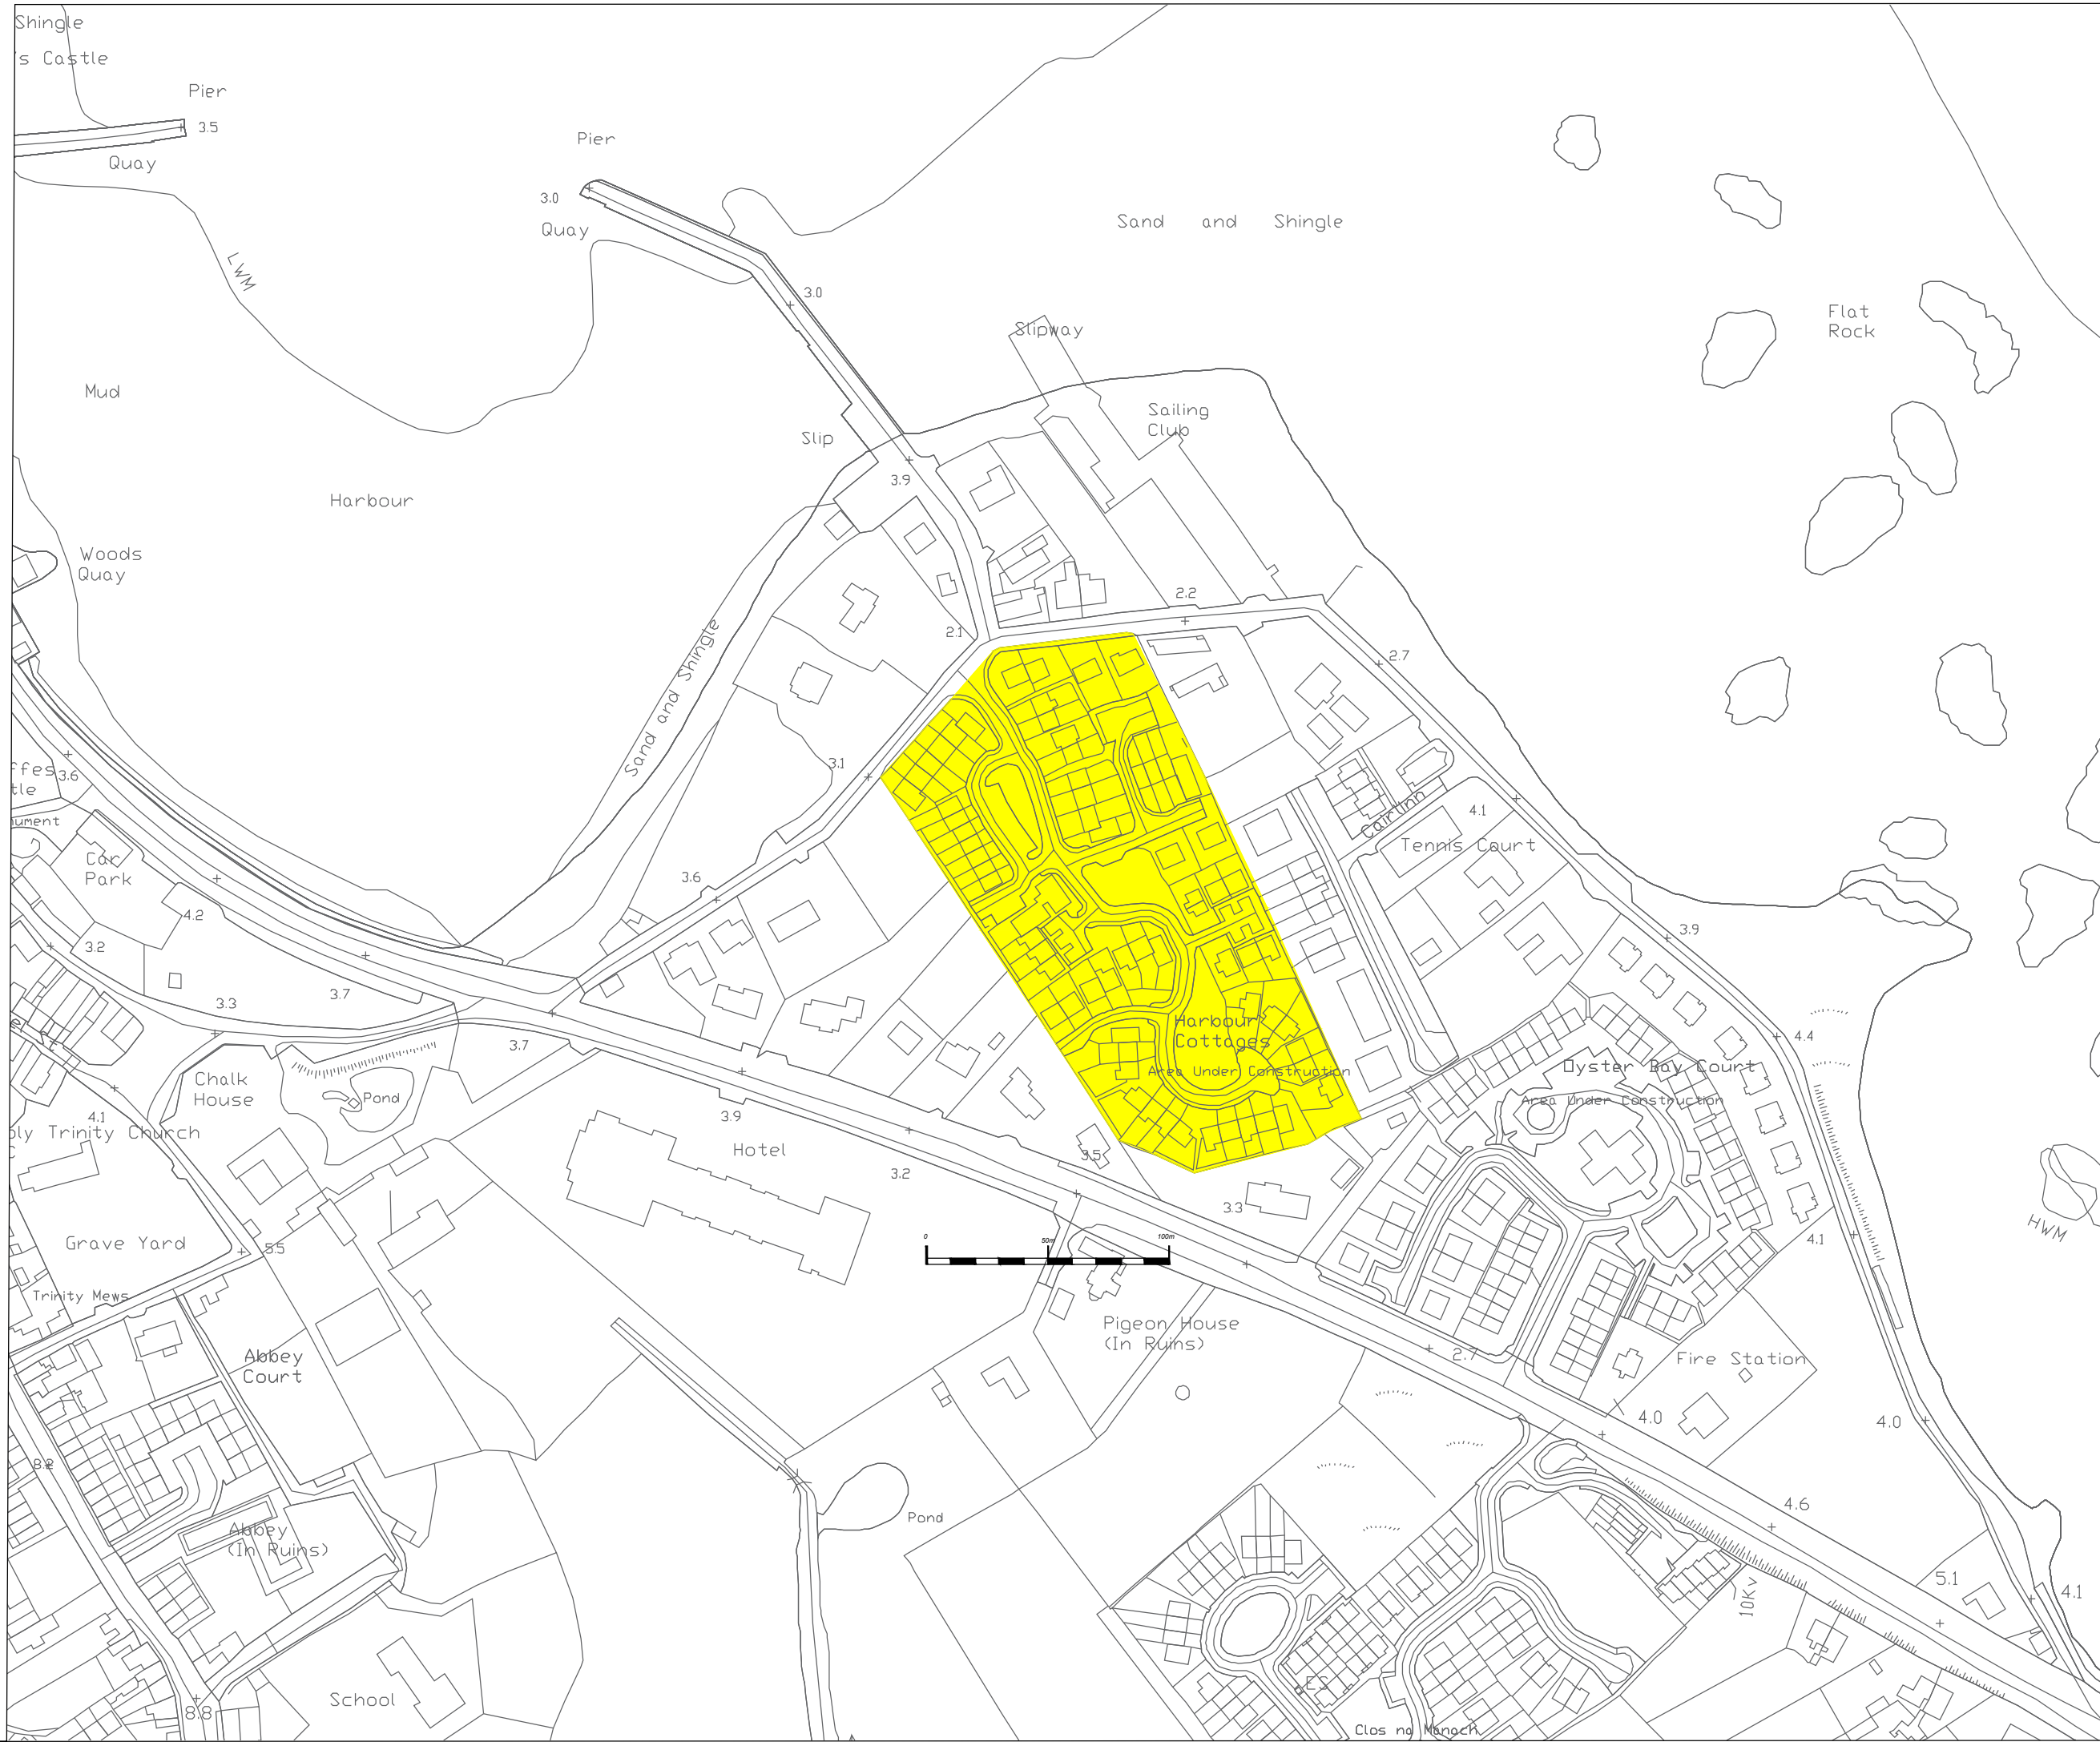 Shingle
s Castle
Pier
3.5
Quay
Pier
3.0
Quay
Sand and Shingle
LWM
3.0
Slipway
Flat
Rock
Mud
Sailing
Club
Slip
3.9
Harbour
Woods
Quay
2.2
2.1
Sand and Shingle
2.7
3.1
ffes
3.6
tle
ument
Car
Park
4.1
Cairlinn
Tennis Court
3.6
4.2
3.2
3.9
3.3
3.7
3.7
Harbour
Cottages
Area Under Construction
4.4
Oyster Bay Court
Area Under Construction
Chalk
House
Pond
4.1
3.9
oly Trinity Church
C
Hotel
3.5
3.2
3.3
HWM
Grave Yard
5.5
0
50m
100m
4.1
Trinity Mews
Pigeon House
(In Ruins)
2.7
Fire Station
Abbey
Court
4.0
4.0
8.2
4.6
Pond
Abbey
(In Ruins)
5.1
4.1
10Kv
ES
School
8.8
Clos na Manach